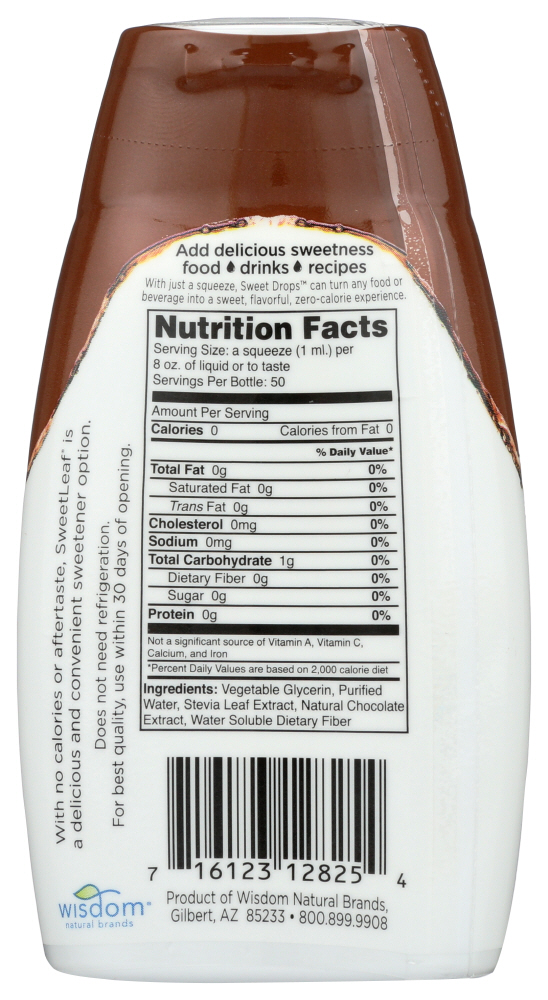 Add delicious sweetness
food drinks recipes
With just a squeeze, Sweet Drops™ can turn any food or
beverage into a sweet, flavorful, zero-calorie experience.
Nutrition Facts
Serving Size: a squeeze (1 ml.) per
8 oz. of liquid or to taste
Servings Per Bottle: 50
Amount Per Serving
Calories 0 Calories from Fat 0
% Daily Value*
Total Fat 0g 0%
Saturated Fat 0g 0%
Trans Fat 0g 0%
Cholesterol 0mg 0%
Sodium 0mg 0%
Total Carbohydrate 1g 0%
Dietary Fiber 0g 0%
Sugar 0g 0%
Protein 0g 0%
Not a significant source of Vitamin A, Vitamin C,
Calcium, and Iron
*Percent Daily Values are based on 2,000 calorie diet
Ingredients: Vegetable Glycerin, Purified
Water, Stevia Leaf Extract, Natural Chocolate
Extract, Water Soluble Dietary Fiber
With no calories or aftertaste, SweetLeaf® is
a delicious and convenient sweetener option.
Does not need refrigeration.
For best quality, use within 30 days of opening.
7 16123 12825 4
wisdom®
natural brands
Product of Wisdom Natural Brands,
Gilbert, AZ 85233 • 800.899.9908